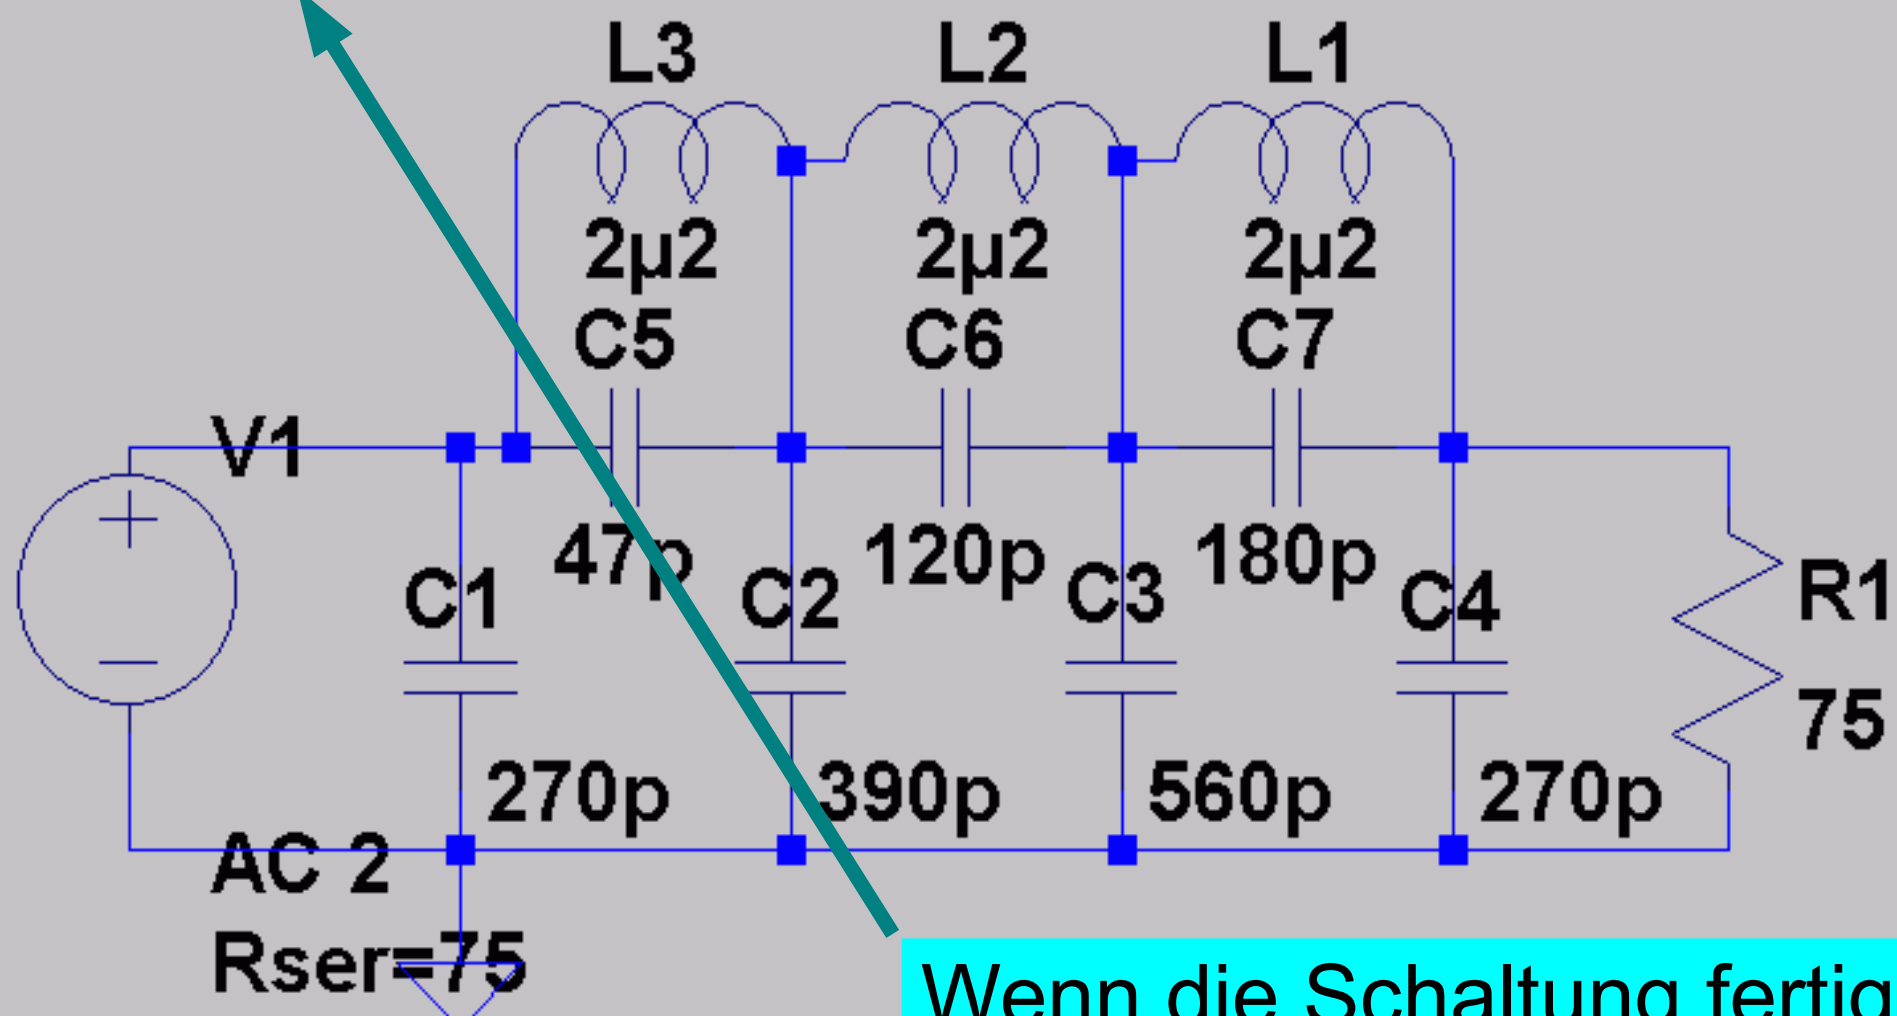 L3 L2 L1
2µ2 2µ2 2µ2
C5 C6 C7
V1
47p 120p 180p
C1 C2 C3 C4 R1
75
270p 390p 560p 270p
AC 2
Rser=75
Wenn die Schaltung fertig